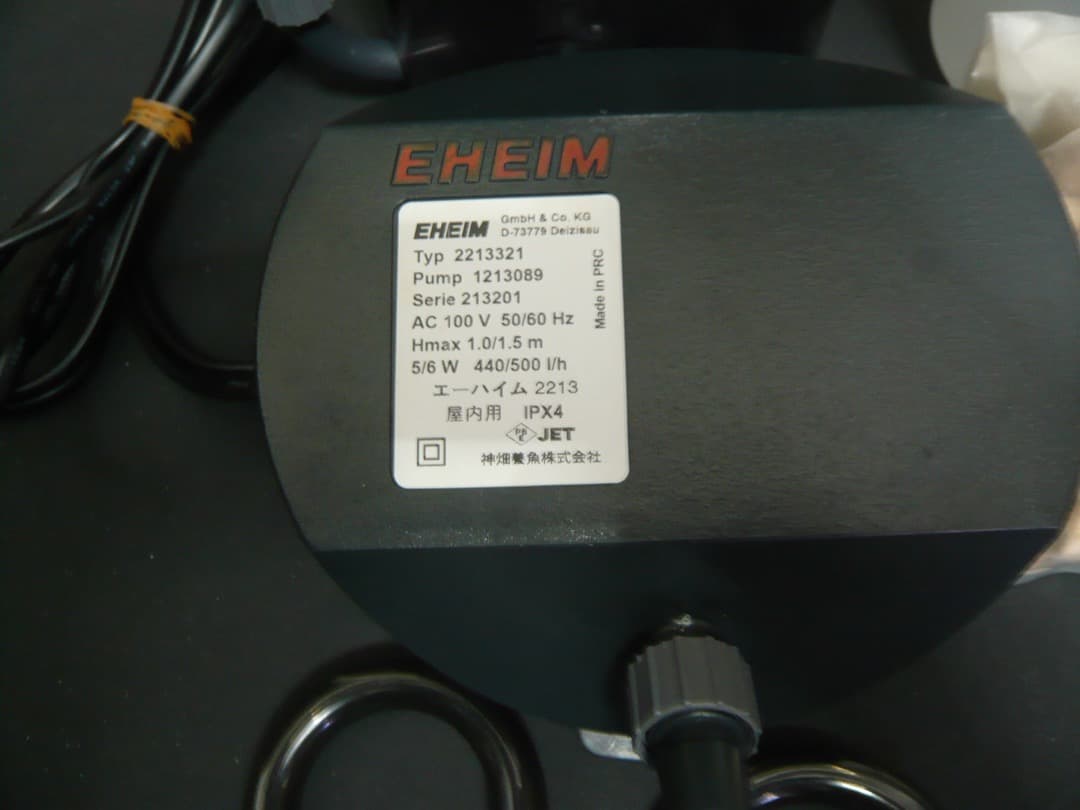 EHEIM
EHEIM GmbH & Co. KG
D-73779 Deizisau
Typ 2213321
Pump 1213089
Serie 213201
AC 100 V 50/60 Hz
Hmax 1.0/1.5 m
5/6 W 440/500 l/h
エーハイム 2213
屋内用 IPX4
PS E JET
神畑養魚株式会社
Made in PRC